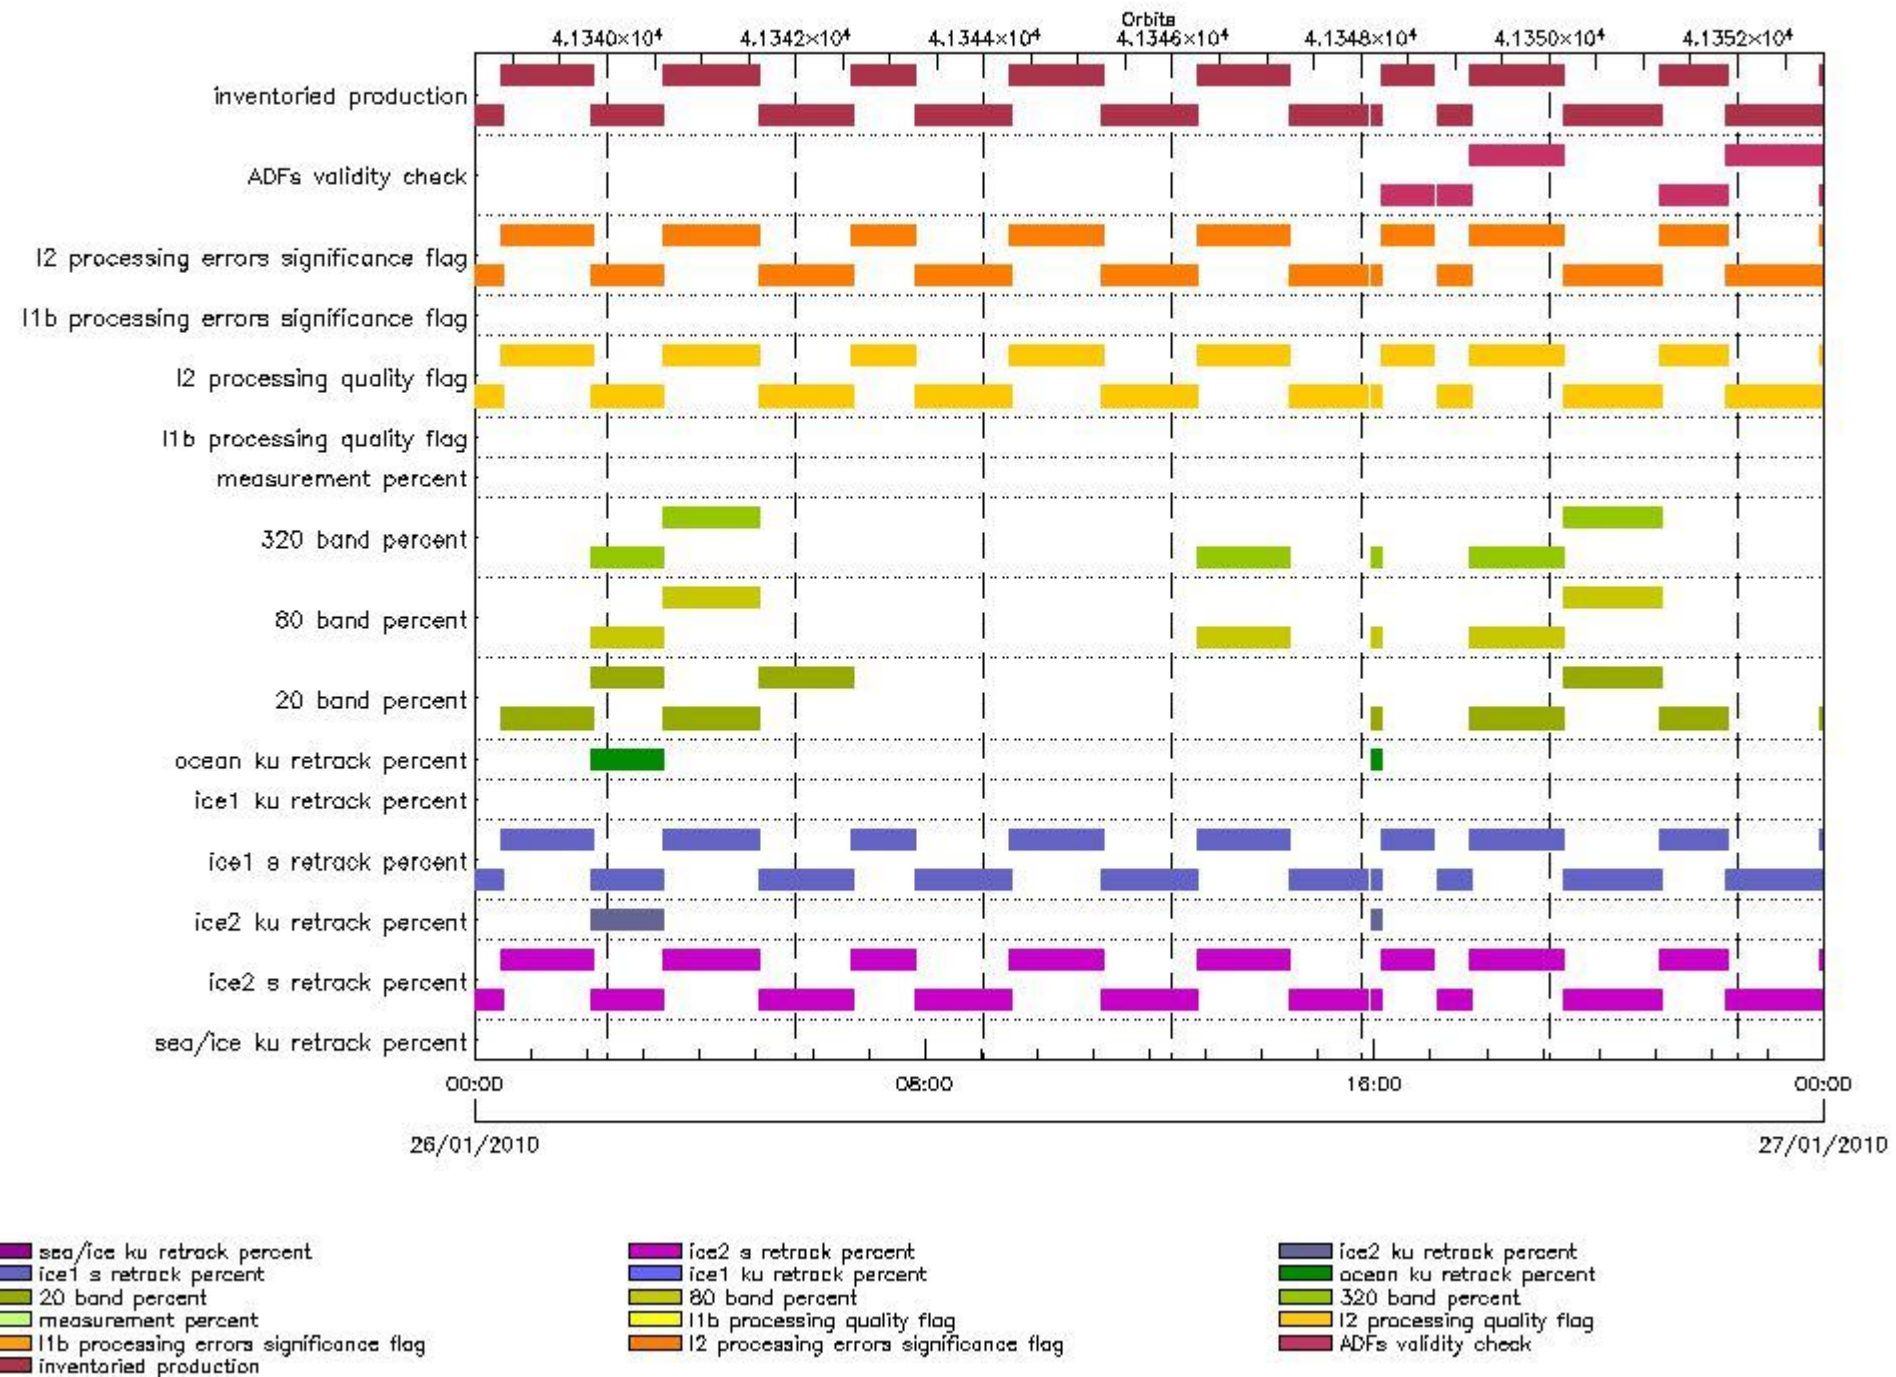 Orbits
4.1340×10⁴ 4.1342×10⁴ 4.1344×10⁴ 4.1346×10⁴ 4.1348×10⁴ 4.1350×10⁴ 4.1352×10⁴
inventoried production
ADFs validity check
l2 processing errors significance flag
l1b processing errors significance flag
l2 processing quality flag
l1b processing quality flag
measurement percent
320 band percent
80 band percent
20 band percent
ocean ku retrack percent
ice1 ku retrack percent
ice1 s retrack percent
ice2 ku retrack percent
ice2 s retrack percent
sea/ice ku retrack percent
00:00 08:00 16:00 00:00
26/01/2010 27/01/2010
sea/ice ku retrack percent ice2 s retrack percent ice2 ku retrack percent
ice1 s retrack percent ice1 ku retrack percent ocean ku retrack percent
20 band percent 80 band percent 320 band percent
measurement percent l1b processing quality flag l2 processing quality flag
l1b processing errors significance flag l2 processing errors significance flag ADFs validity check
inventoried production